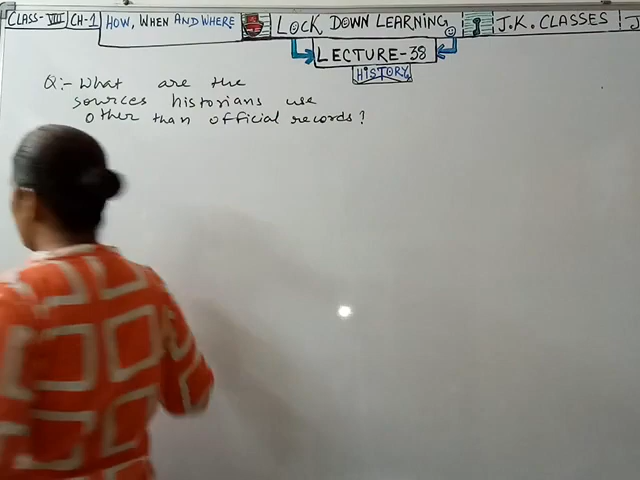 CLASS-VIII CH-1 HOW, WHEN AND WHERE LOCK DOWN LEARNING J.K. CLASSES J
LECTURE-38
HISTORY
Q:- What are the
sources historians use
other than official records?